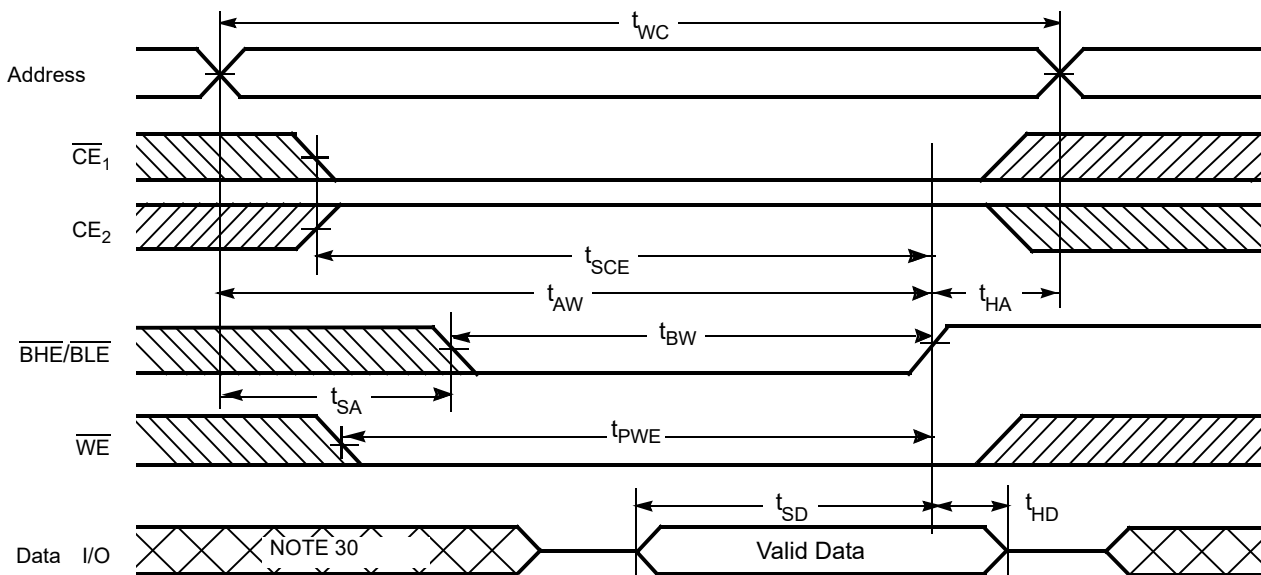 tWC
Address
CE1
CE2
tSCE
tAW
tHA
BHE/BLE
tBW
tSA
WE
tPWE
tSD
tHD
Data I/O
NOTE 30
Valid Data